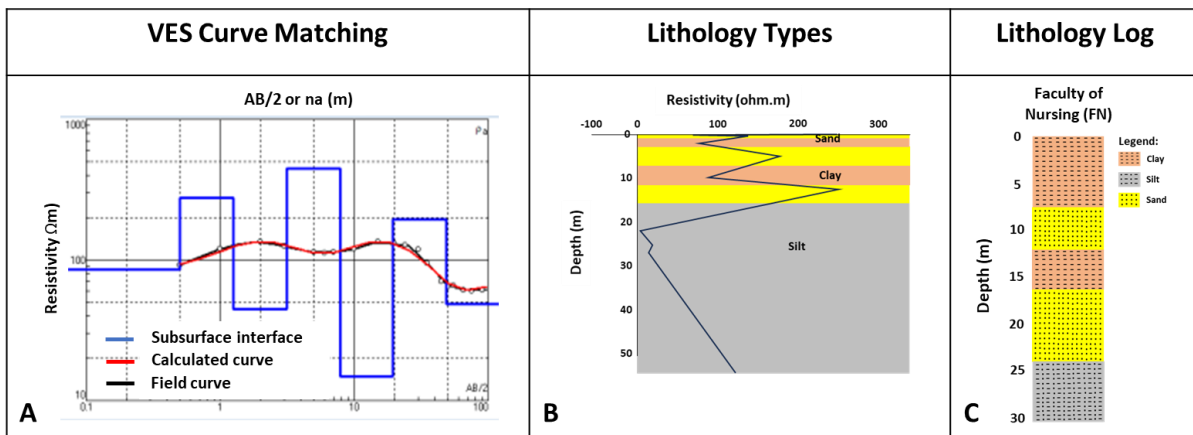 VES Curve Matching
Lithology Types
Lithology Log
AB/2 or na (m)
1000
ρa
100
10
Resistivity Ωm)
Subsurface interface
Calculated curve
Field curve
AB/2
0.1
1
10
100
A
Resistivity (ohm.m)
-100
0
100
200
300
0
10
20
30
40
50
Depth (m)
Sand
Clay
Silt
B
Faculty of
Nursing (FN)
0
5
10
15
20
25
30
Depth (m)
Legend:
Clay
Silt
Sand
C